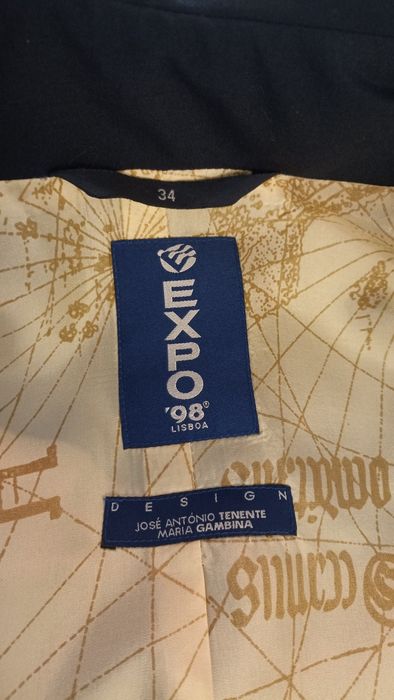 34
EXPO
'98®
LISBOA
DESIGN
JOSÉ ANTÓNIO TENENTE
MARIA GAMBINA